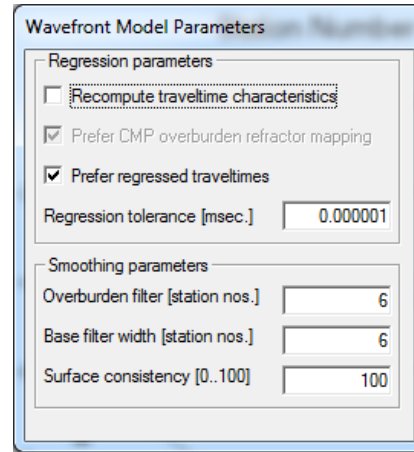 Wavefront Model Parameters
Regression parameters
Recompute traveltime characteristics
Prefer CMP overburden refractor mapping
Prefer regressed traveltimes
Regression tolerance [msec.] 0.000001
Smoothing parameters
Overburden filter [station nos.] 6
Base filter width [station nos.] 6
Surface consistency [0..100] 100